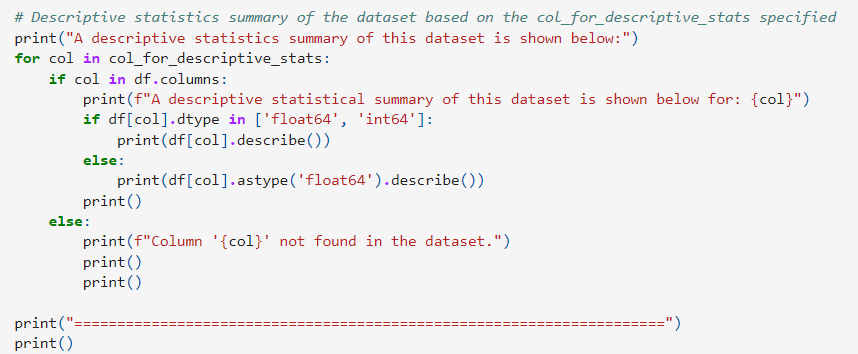 # Descriptive statistics summary of the dataset based on the col_for_descriptive_stats specified
print("A descriptive statistics summary of this dataset is shown below:")
for col in col_for_descriptive_stats:
    if col in df.columns:
        print(f"A descriptive statistical summary of this dataset is shown below for: {col}")
        if df[col].dtype in ['float64', 'int64']:
            print(df[col].describe())
        else:
            print(df[col].astype('float64').describe())
        print()
    else:
        print(f"Column '{col}' not found in the dataset.")
        print()
        print()

print("=====================================================================")
print()